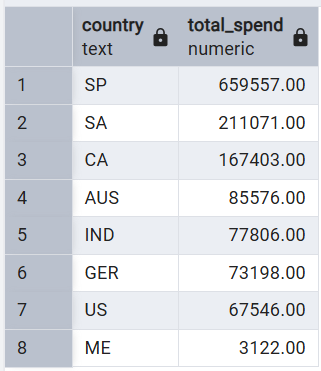 country total_spend
text numeric
1 SP 659557.00
2 SA 211071.00
3 CA 167403.00
4 AUS 85576.00
5 IND 77806.00
6 GER 73198.00
7 US 67546.00
8 ME 3122.00